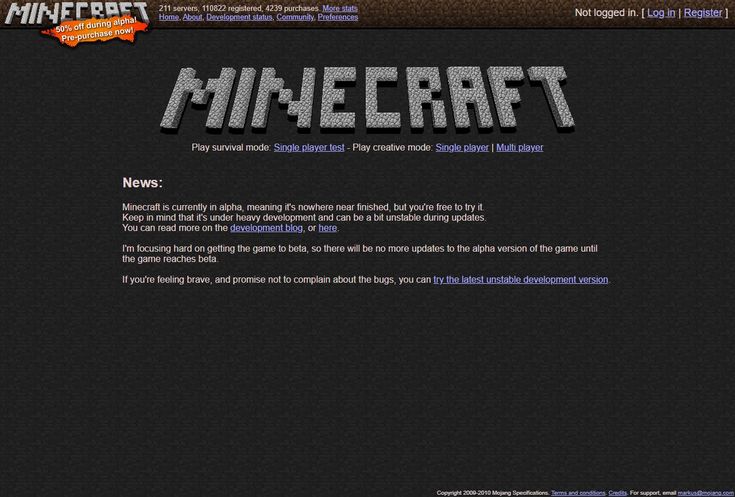 MINECRAFT
50% off during alpha!
Pre-purchase now!
211 servers, 110822 registered, 4239 purchases. More stats
Home, About, Development status, Community, Preferences
Not logged in. [ Log in | Register ]
MINECRAFT
Play survival mode: Single player test - Play creative mode: Single player | Multi player
News:
Minecraft is currently in alpha, meaning it's nowhere near finished, but you're free to try it.
Keep in mind that it's under heavy development and can be a bit unstable during updates.
You can read more on the development blog, or here.
I'm focusing hard on getting the game to beta, so there will be no more updates to the alpha version of the game until
the game reaches beta.
If you're feeling brave, and promise not to complain about the bugs, you can try the latest unstable development version.
Copyright 2009-2010 Mojang Specifications. Terms and conditions. Credits. For support, email markus@mojang.com